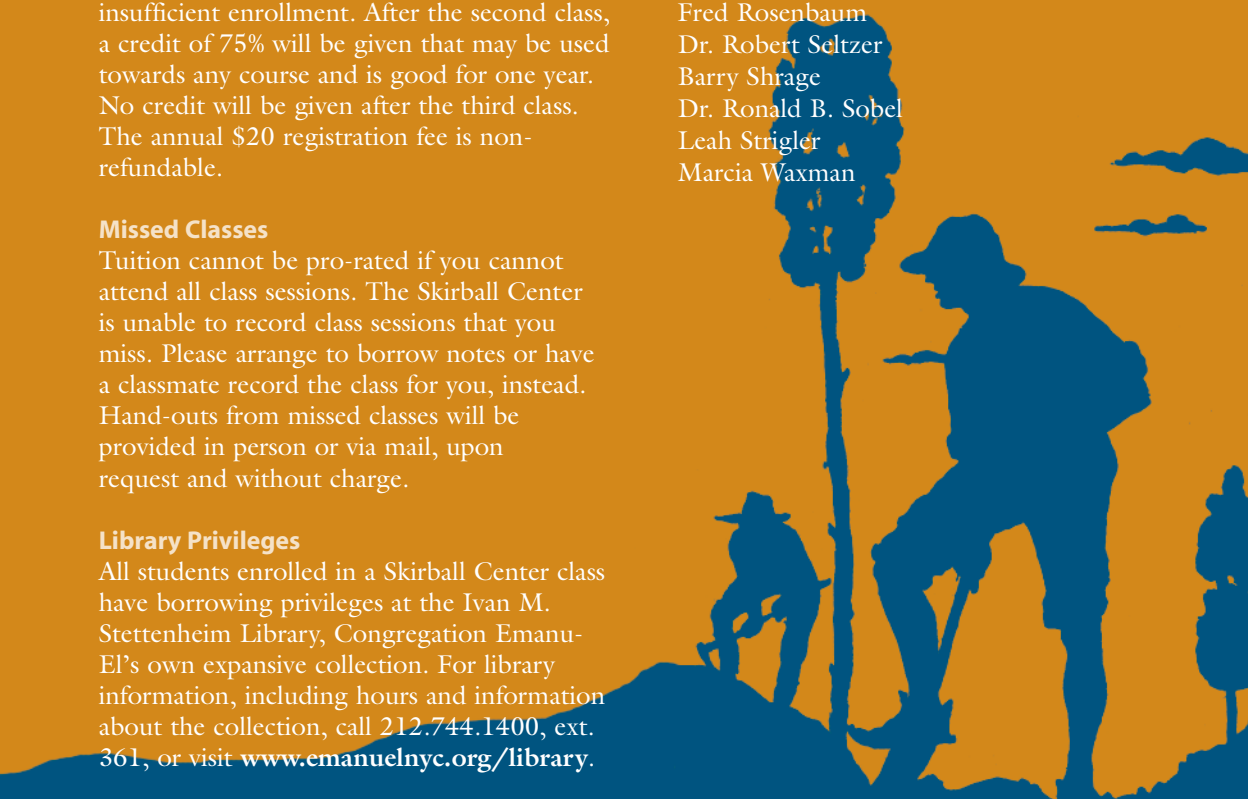 insufficient enrollment. After the second class,
a credit of 75% will be given that may be used
towards any course and is good for one year.
No credit will be given after the third class.
The annual $20 registration fee is non-
refundable.
Missed Classes
Tuition cannot be pro-rated if you cannot
attend all class sessions. The Skirball Center
is unable to record class sessions that you
miss. Please arrange to borrow notes or have
a classmate record the class for you, instead.
Hand-outs from missed classes will be
provided in person or via mail, upon
request and without charge.
Library Privileges
All students enrolled in a Skirball Center class
have borrowing privileges at the Ivan M.
Stettenheim Library, Congregation Emanu-
El’s own expansive collection. For library
information, including hours and information
about the collection, call 212.744.1400, ext.
361, or visit www.emanuelnyc.org/library.
Fred Rosenbaum
Dr. Robert Seltzer
Barry Shrage
Dr. Ronald B. Sobel
Leah Strigler
Marcia Waxman